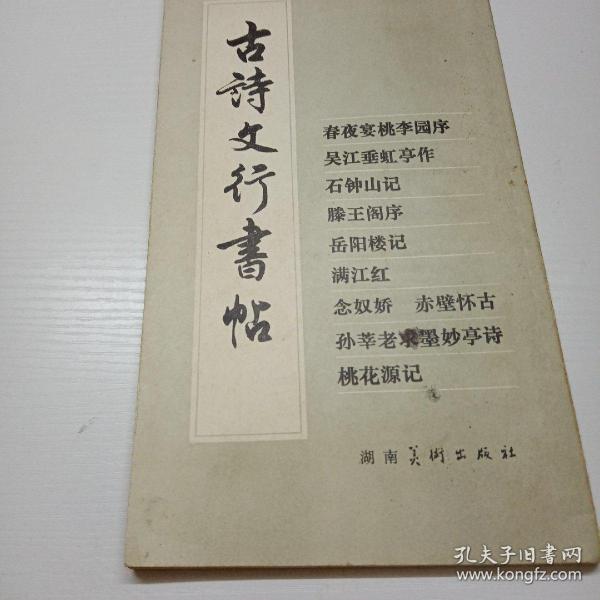 古詩文行書帖
春夜宴桃李园序
吴江垂虹亭作
石钟山记
滕王阁序
岳阳楼记
满江红
念奴娇 赤壁怀古
孙莘老求墨妙亭诗
桃花源记
湖南美術出版社
孔夫子旧書网
www.kongfz.com